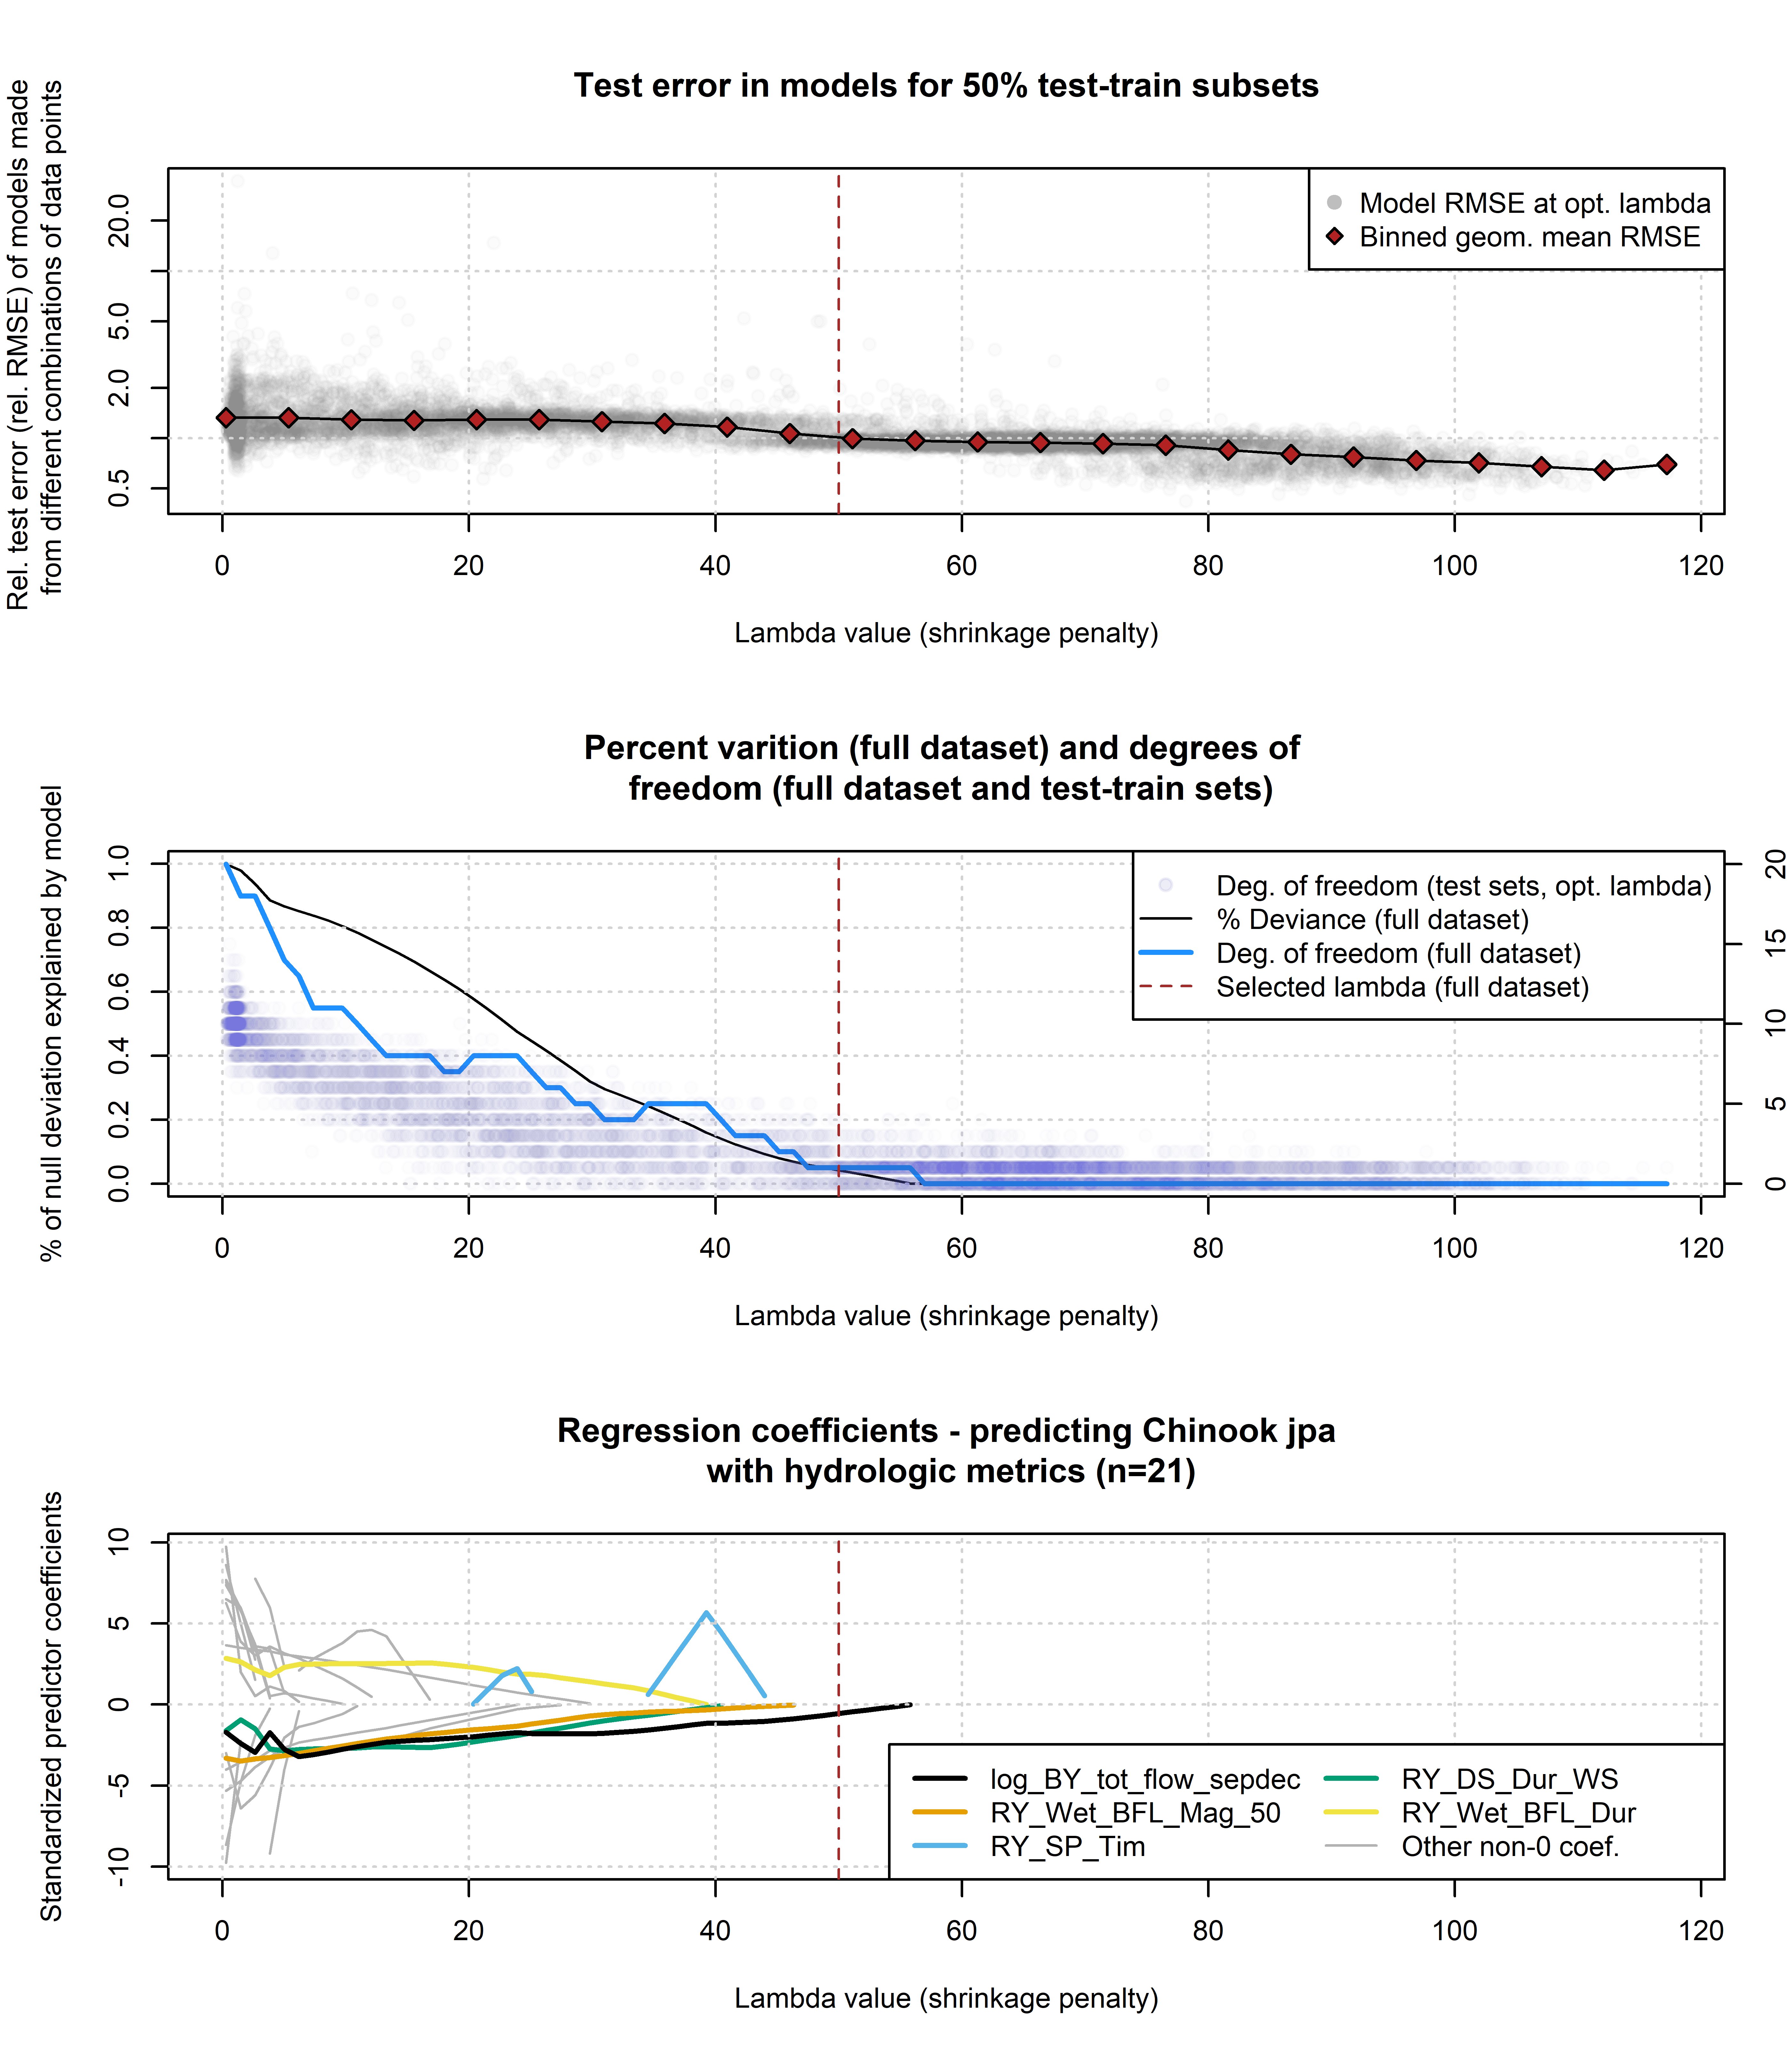 Test error in models for 50% test-train subsets
Rel. test error (rel. RMSE) of models made
from different combinations of data points
20.0
5.0
2.0
0.5
Model RMSE at opt. lambda
Binned geom. mean RMSE
0 20 40 60 80 100 120
Lambda value (shrinkage penalty)
Percent varition (full dataset) and degrees of
freedom (full dataset and test-train sets)
% of null deviation explained by model
1.0
0.8
0.6
0.4
0.2
0.0
Deg. of freedom (test sets, opt. lambda)
% Deviance (full dataset)
Deg. of freedom (full dataset)
Selected lambda (full dataset)
20
15
10
5
0
0 20 40 60 80 100 120
Lambda value (shrinkage penalty)
Regression coefficients - predicting Chinook jpa
with hydrologic metrics (n=21)
Standardized predictor coefficients
10
5
0
-5
-10
log_BY_tot_flow_sepdec RY_DS_Dur_WS
RY_Wet_BFL_Mag_50 RY_Wet_BFL_Dur
RY_SP_Tim Other non-0 coef.
0 20 40 60 80 100 120
Lambda value (shrinkage penalty)